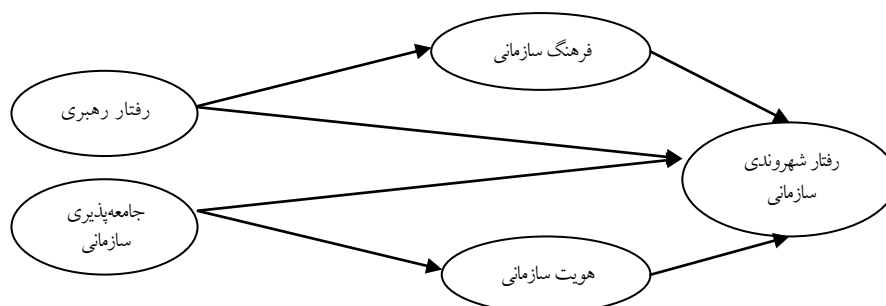 فرهنگ سازمانی
رفتار رهبری
رفتار شهروندی
سازمانی
جامعه‌پذیری
سازمانی
هویت سازمانی